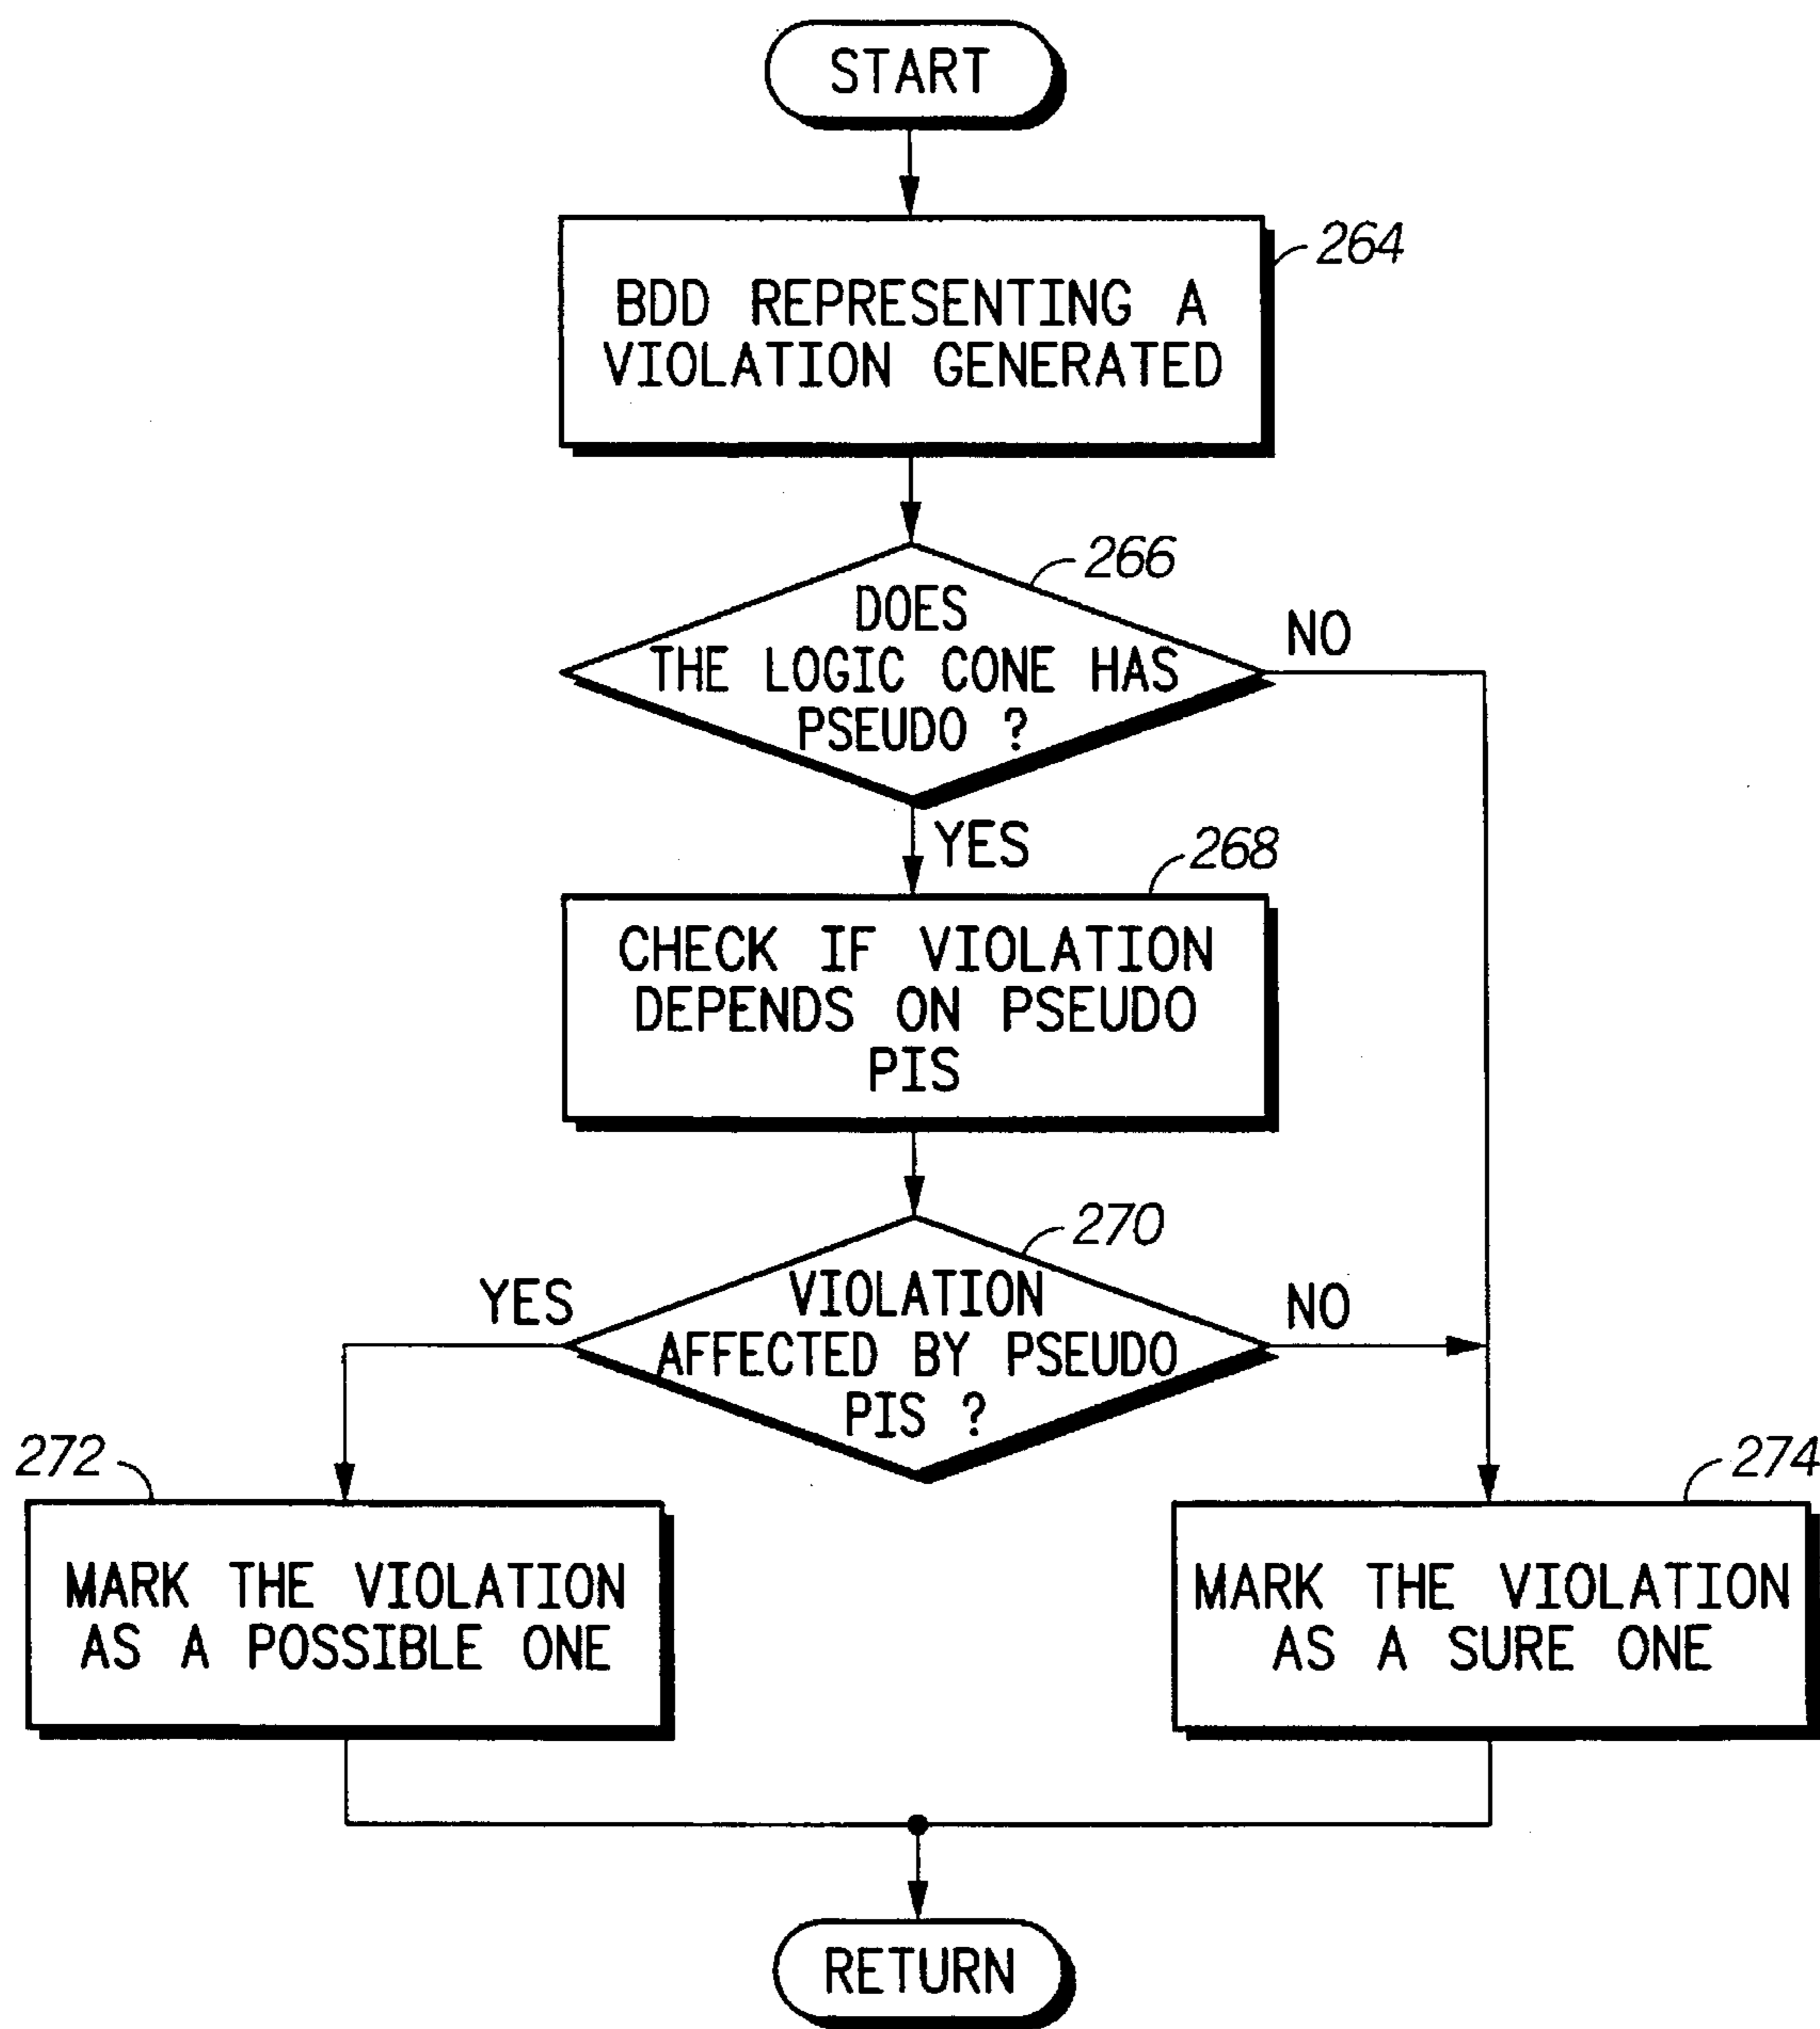 START
264
BDD REPRESENTING A
VIOLATION GENERATED
266
DOES
THE LOGIC CONE HAS
PSEUDO ?
NO
YES
268
CHECK IF VIOLATION
DEPENDS ON PSEUDO
PIS
270
YES
VIOLATION
AFFECTED BY PSEUDO
PIS ?
NO
272
MARK THE VIOLATION
AS A POSSIBLE ONE
274
MARK THE VIOLATION
AS A SURE ONE
RETURN